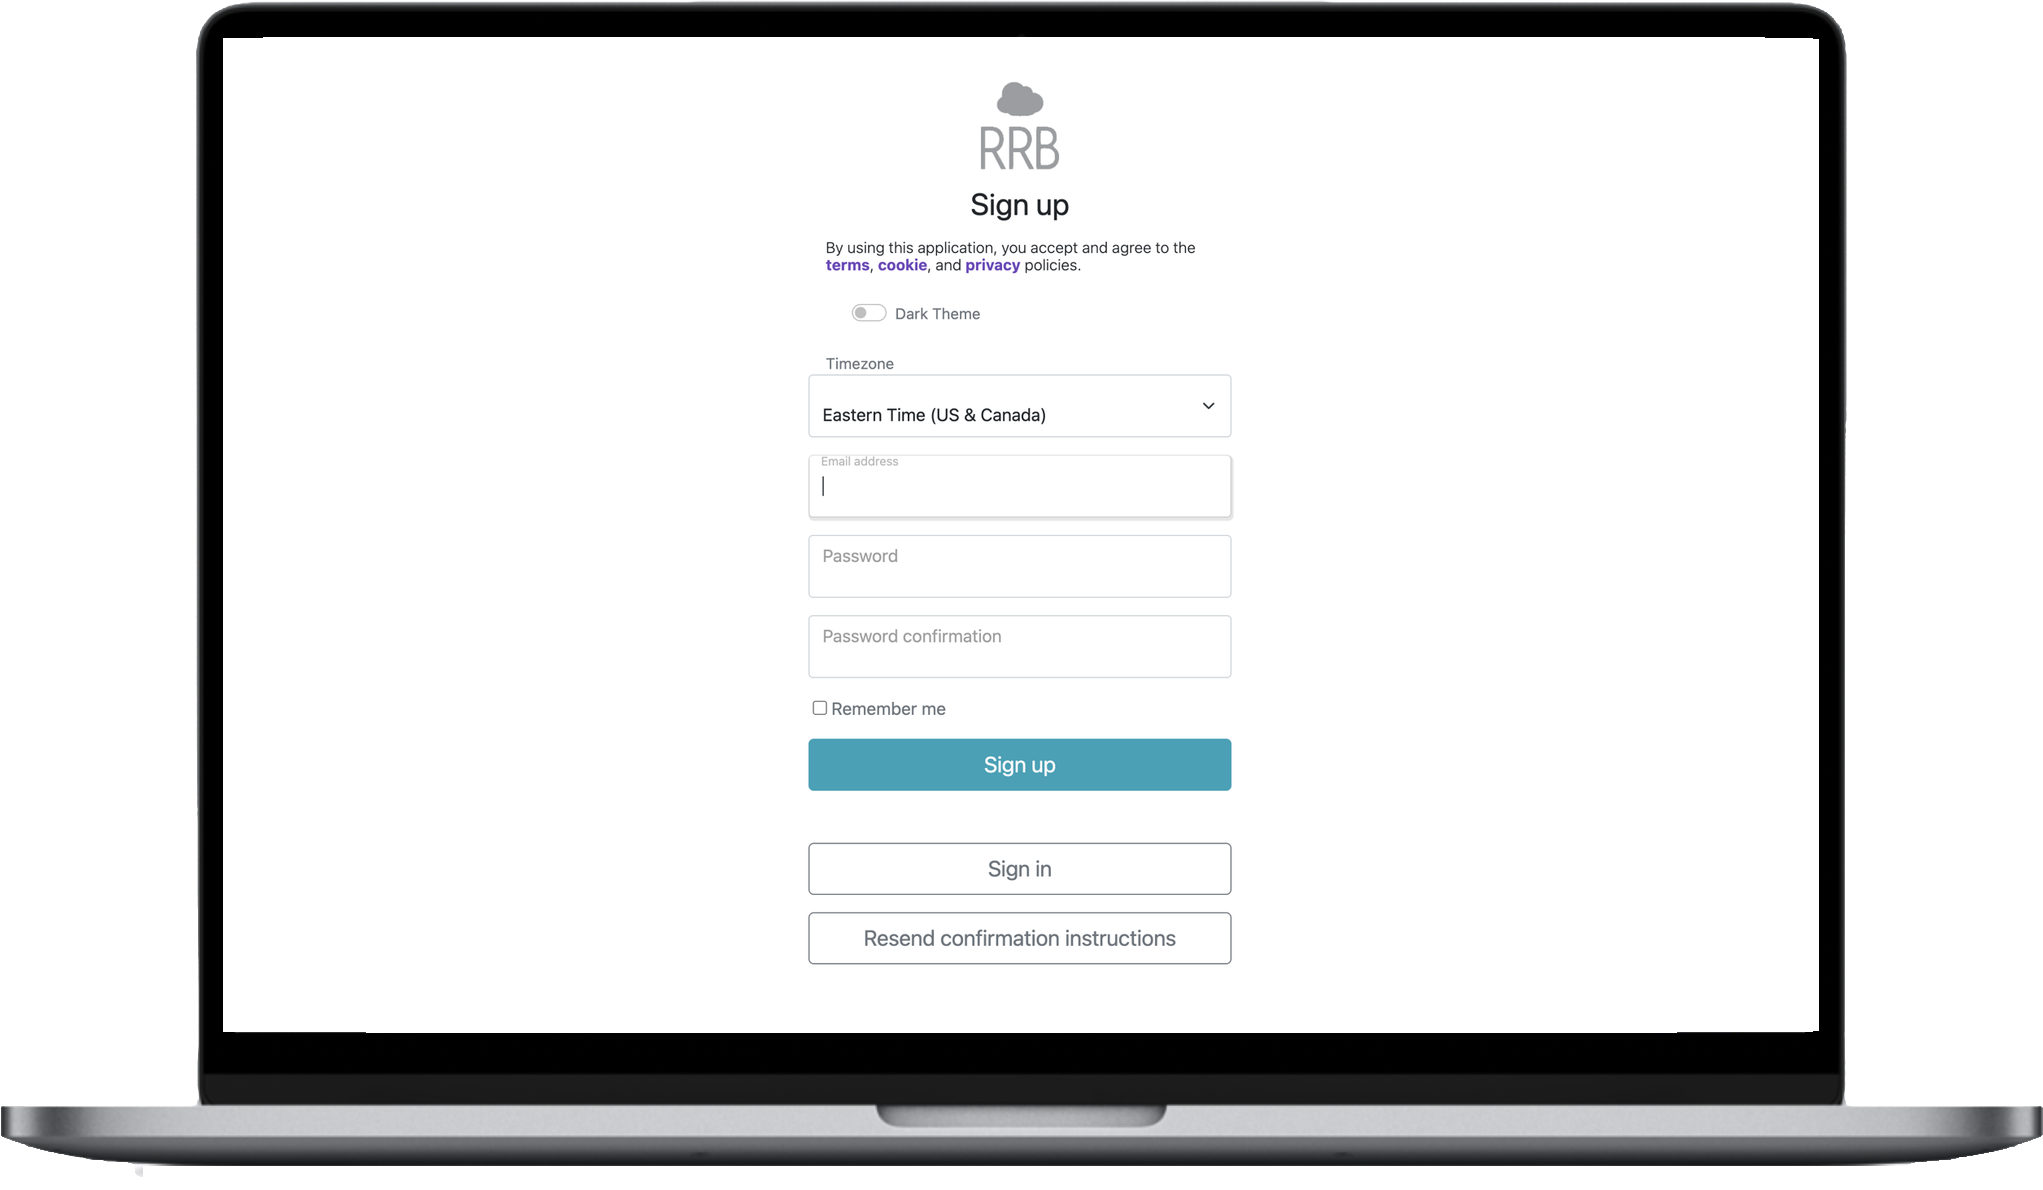 RRB
Sign up
By using this application, you accept and agree to the
terms, cookie, and privacy policies.
Dark Theme
Timezone
Eastern Time (US & Canada)
Email address
Password
Password confirmation
Remember me
Sign up
Sign in
Resend confirmation instructions